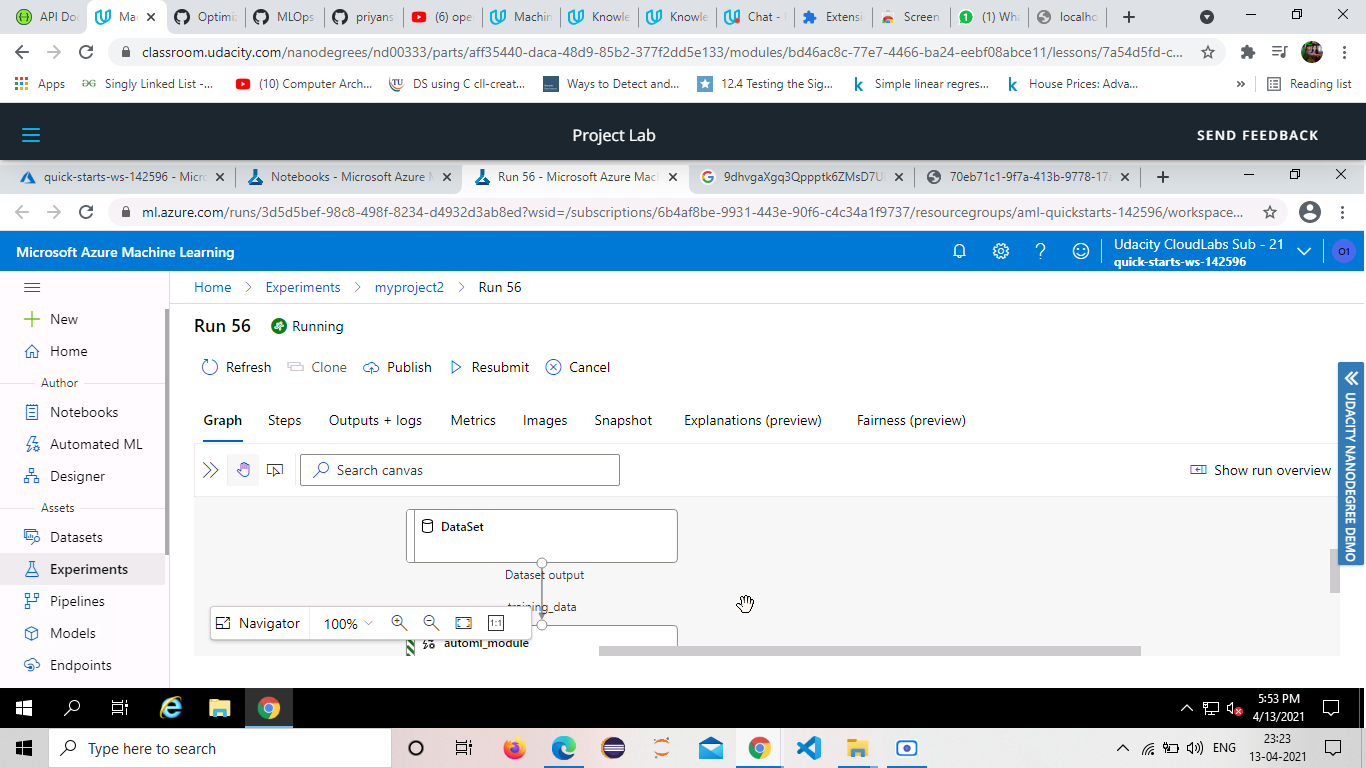 API Do
Ma
Optimi
MLOps
priyans
(6) ope
Machin
Knowle
Knowle
Chat -
Extensi
Screen
(1) Wh
localho
classroom.udacity.com/nanodegrees/nd00333/parts/aff35440-daca-48d9-85b2-377f2dd5e133/modules/bd46ac8c-77e7-4466-ba24-eebf08abce11/lessons/7a54d5fd-c...
Apps
Singly Linked List -...
(10) Computer Arch...
DS using C cll-creat...
Ways to Detect and...
12.4 Testing the Sig...
Simple linear regres...
House Prices: Adva...
»
Reading list
Project Lab
SEND FEEDBACK
quick-starts-ws-142596 - Micr
Notebooks - Microsoft Azure
Run 56 - Microsoft Azure Mac
9dhvgaXgq3Qppptk6ZMsD7U
70eb71c1-9f7a-413b-9778-17
ml.azure.com/runs/3d5d5bef-98c8-498f-8234-d4932d3ab8ed?wsid=/subscriptions/6b4af8be-9931-443e-90f6-c4c34a1f9737/resourcegroups/aml-quickstarts-142596/workspace...
Microsoft Azure Machine Learning
Udacity CloudLabs Sub - 21
quick-starts-ws-142596
O1
Home > Experiments > myproject2 > Run 56
New
Home
Author
Notebooks
Automated ML
Designer
Assets
Datasets
Experiments
Pipelines
Models
Endpoints
Run 56 Running
Refresh Clone Publish Resubmit Cancel
Graph Steps Outputs + logs Metrics Images Snapshot Explanations (preview) Fairness (preview)
Search canvas
Show run overview
DataSet
Dataset output
training_data
Navigator 100% 1:1
automl_module
UDACITY NANODEGREE DEMO
5:53 PM
4/13/2021
Type here to search
ENG
23:23
13-04-2021